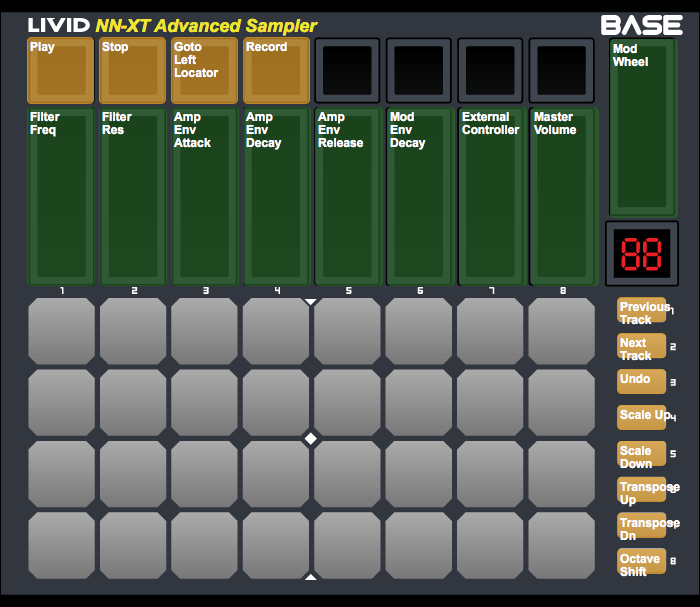 LIVID NN-XT Advanced Sampler BASE
Play Stop Goto Record
Left
Locator
Mod
Wheel
Filter Filter Amp Amp Amp Mod External Master
Freq Res Env Env Env Env Controller Volume
Attack Decay Release Decay
88
1 2 3 4 5 6 7 8
Previous 1
Track
Next 2
Track
Undo 3
Scale Up 4
Scale 5
Down
Transpose
Up
Transpose
Dn
Octave 8
Shift